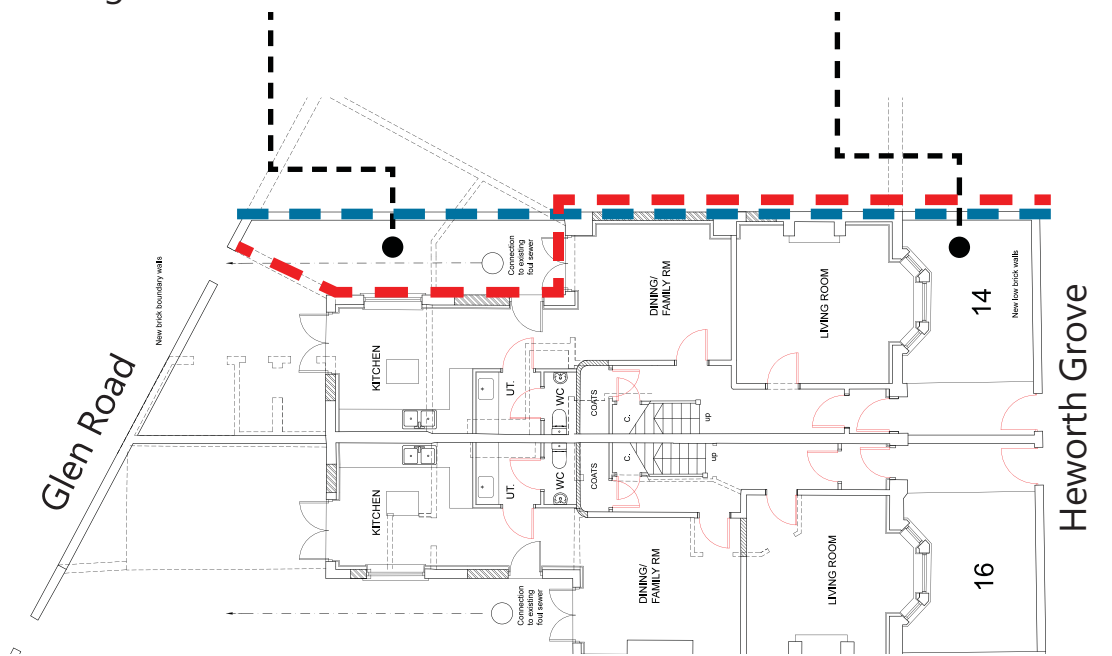 New brick boundary walls
Glen Road
Connection
to existing
foul sewer
DINING/
FAMILY RM
LIVING ROOM
14
New low brick walls
Heworth Grove
KITCHEN
UT.
WC
COATS
C.
up
KITCHEN
UT.
WC
COATS
C.
up
Connection
to existing
foul sewer
DINING/
FAMILY RM
LIVING ROOM
16